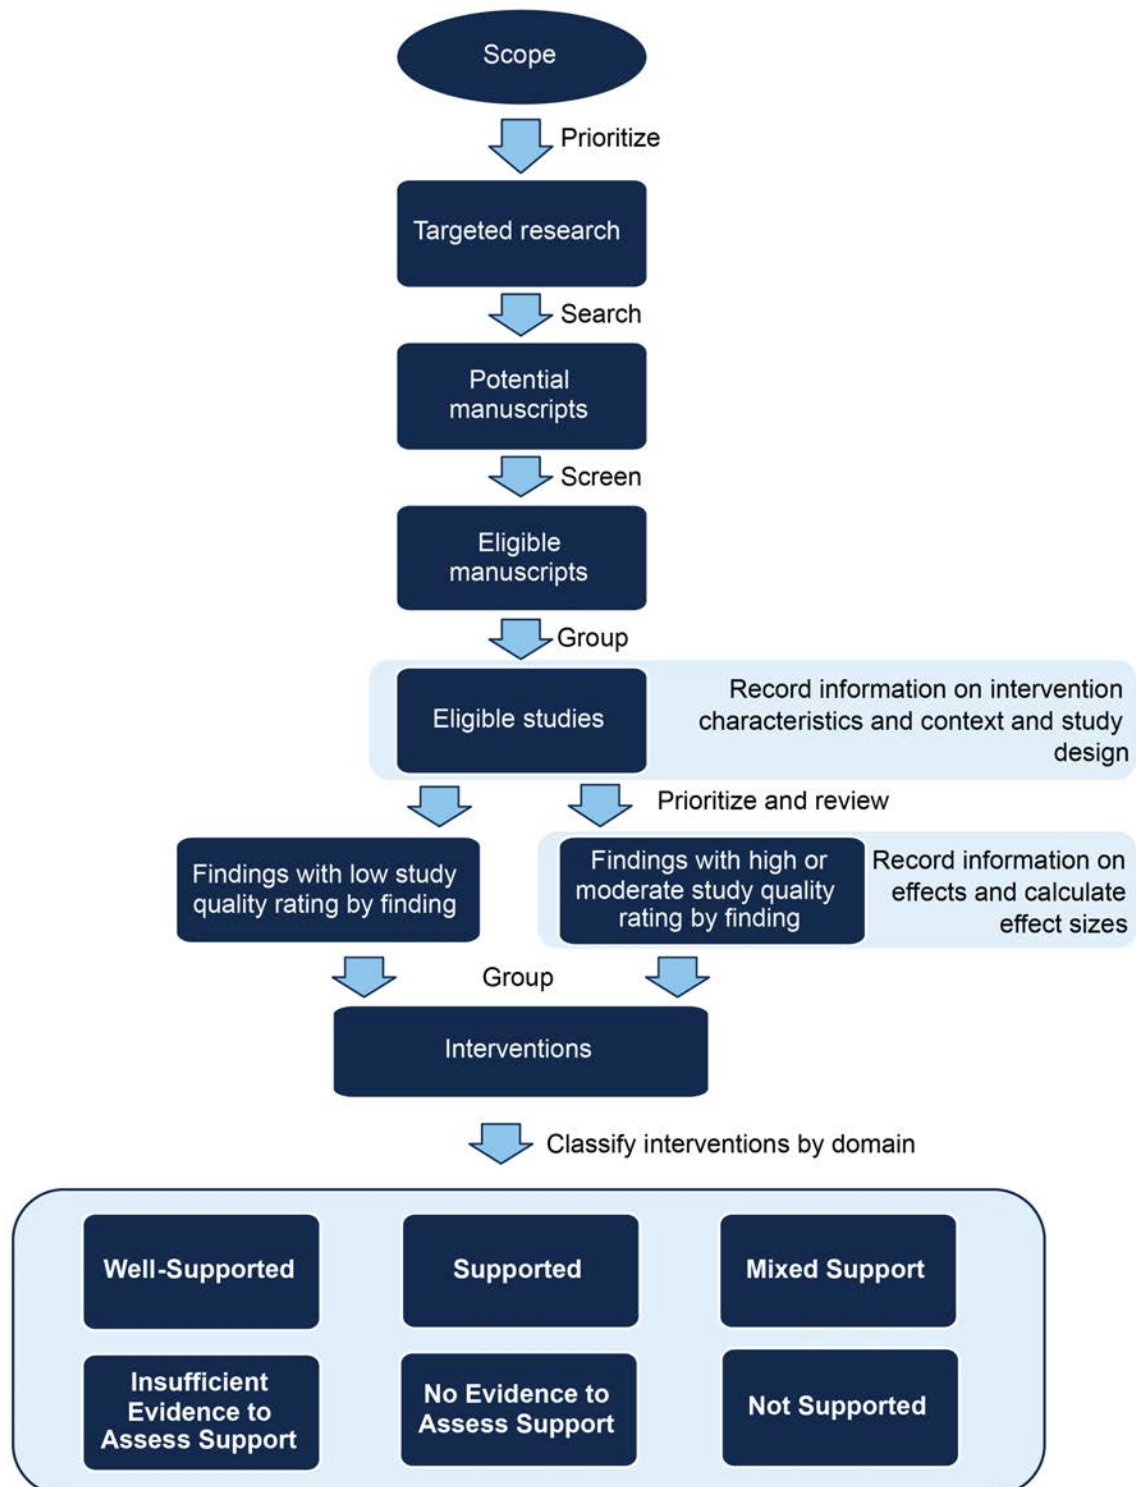 Scope
Prioritize
Targeted research
Search
Potential
manuscripts
Screen
Eligible
manuscripts
Group
Eligible studies
Record information on intervention
characteristics and context and study
design
Prioritize and review
Findings with low study
quality rating by finding
Findings with high or
moderate study quality
rating by finding
Record information on
effects and calculate
effect sizes
Group
Interventions
Classify interventions by domain
Well-Supported
Supported
Mixed Support
Insufficient
Evidence to
Assess Support
No Evidence to
Assess Support
Not Supported